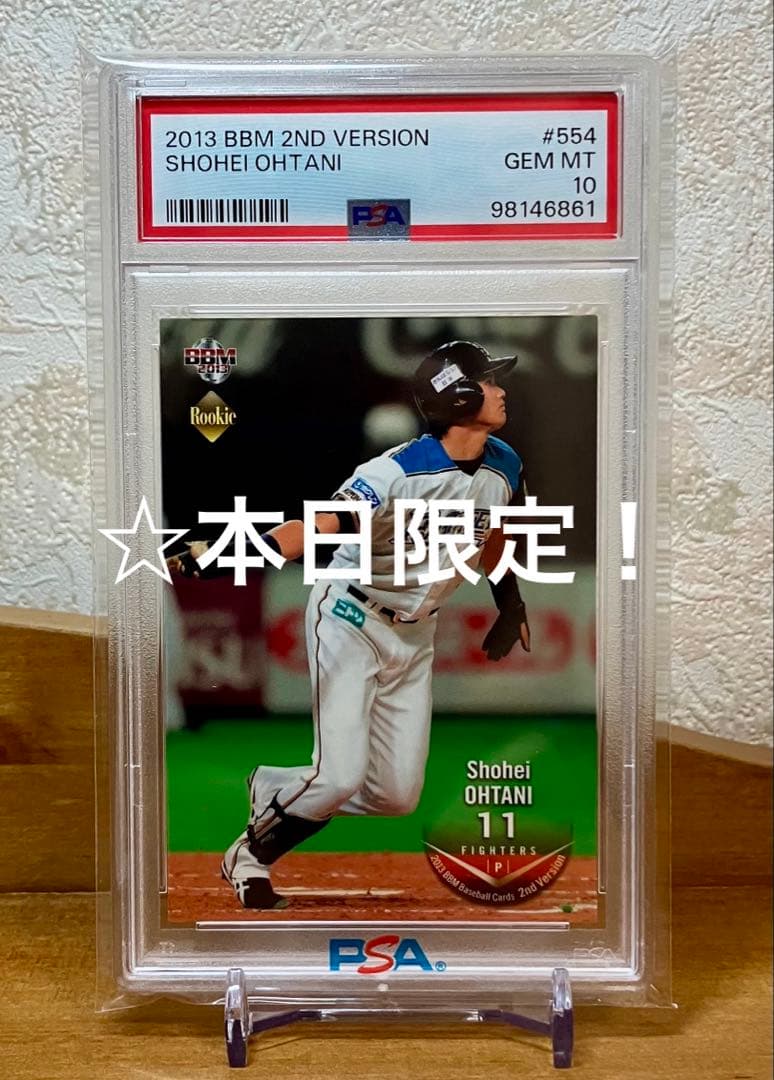 2013 BBM 2ND VERSION #554
SHOHEI OHTANI GEM MT
10
98146861
PSA
BBM
2013
Rookie
☆本日限定！
Shohei
OHTANI
11
FIGHTERS
P
2013 BBM Baseball Cards 2nd Version
PSA